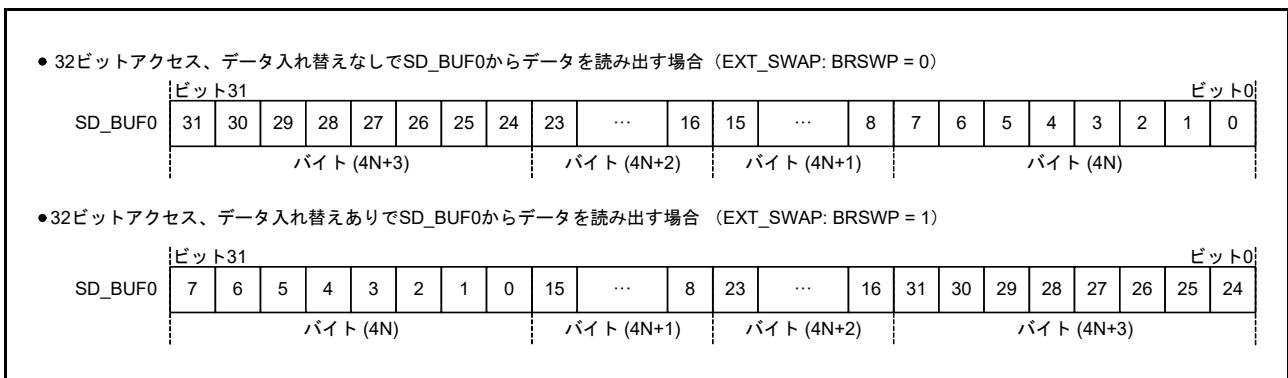 ● 32ビットアクセス、データ入れ替えなしでSD_BUF0からデータを読み出す場合（EXT_SWAP: BRSWP = 0）
ビット31 ビット0
SD_BUF0 31 30 29 28 27 26 25 24 23 … 16 15 … 8 7 6 5 4 3 2 1 0
バイト (4N+3) バイト (4N+2) バイト (4N+1) バイト (4N)
●32ビットアクセス、データ入れ替えありでSD_BUF0からデータを読み出す場合 （EXT_SWAP: BRSWP = 1）
ビット31 ビット0
SD_BUF0 7 6 5 4 3 2 1 0 15 … 8 23 … 16 31 30 29 28 27 26 25 24
バイト (4N) バイト (4N+1) バイト (4N+2) バイト (4N+3)